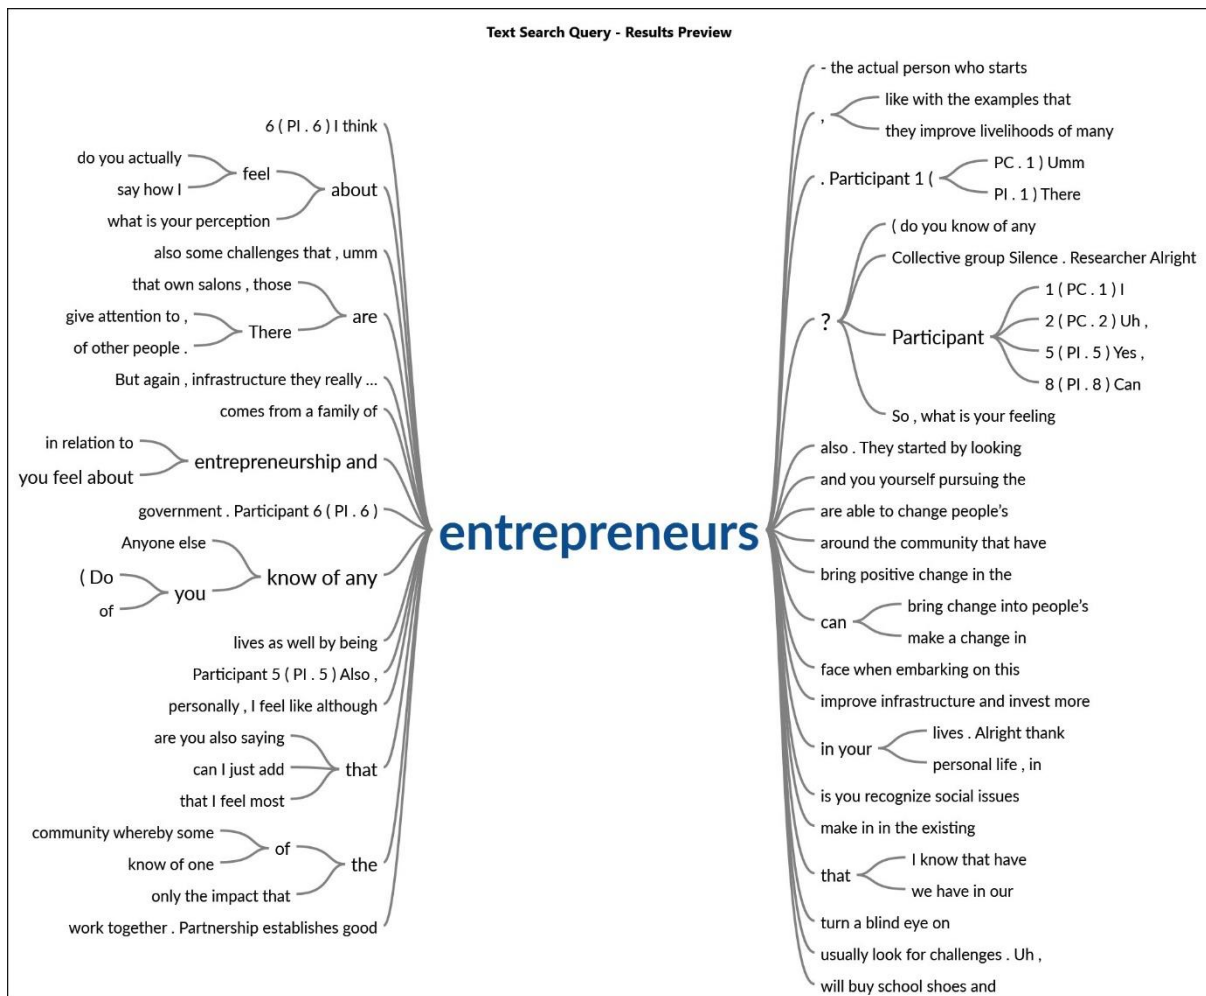 Text Search Query - Results Preview
6 ( PI . 6 ) I think
do you actually
say how I
feel
what is your perception
about
also some challenges that , umm
that own salons , those
give attention to ,
of other people .
There
are
But again , infrastructure they really ...
comes from a family of
in relation to
you feel about
entrepreneurship and
government . Participant 6 ( PI . 6 )
Anyone else
( Do
of
you
know of any
lives as well by being
Participant 5 ( PI . 5 ) Also ,
personally , I feel like although
are you also saying
can I just add
that I feel most
that
community whereby some
know of one
of
only the impact that
the
work together . Partnership establishes good
entrepreneurs
- the actual person who starts
,
like with the examples that
they improve livelihoods of many
. Participant 1 (
PC . 1 ) Umm
PI . 1 ) There
?
( do you know of any
Collective group Silence . Researcher Alright
Participant
1 ( PC . 1 ) I
2 ( PC . 2 ) Uh ,
5 ( PI . 5 ) Yes ,
8 ( PI . 8 ) Can
So , what is your feeling
also . They started by looking
and you yourself pursuing the
are able to change people's
around the community that have
bring positive change in the
can
bring change into people's
make a change in
face when embarking on this
improve infrastructure and invest more
in your
lives . Alright thank
personal life , in
is you recognize social issues
make in in the existing
that
I know that have
we have in our
turn a blind eye on
usually look for challenges . Uh ,
will buy school shoes and